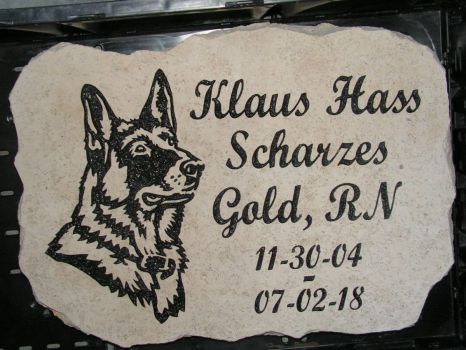 Klaus Hass
Scharzes
Gold, RN
11-30-04
-
07-02-18